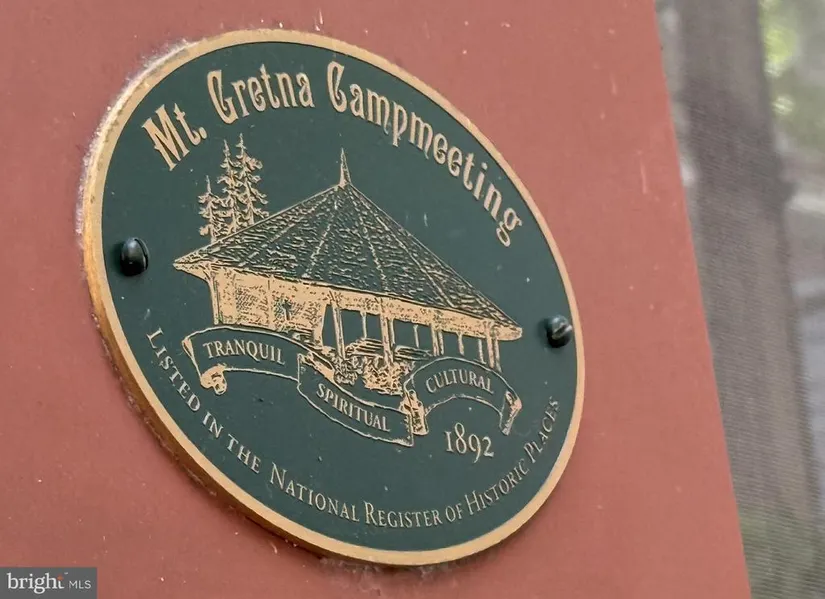 Mt. Gretna Campmeeting
TRANQUIL
SPIRITUAL
CULTURAL
1892
LISTED IN THE NATIONAL REGISTER OF HISTORIC PLACES
bright MLS